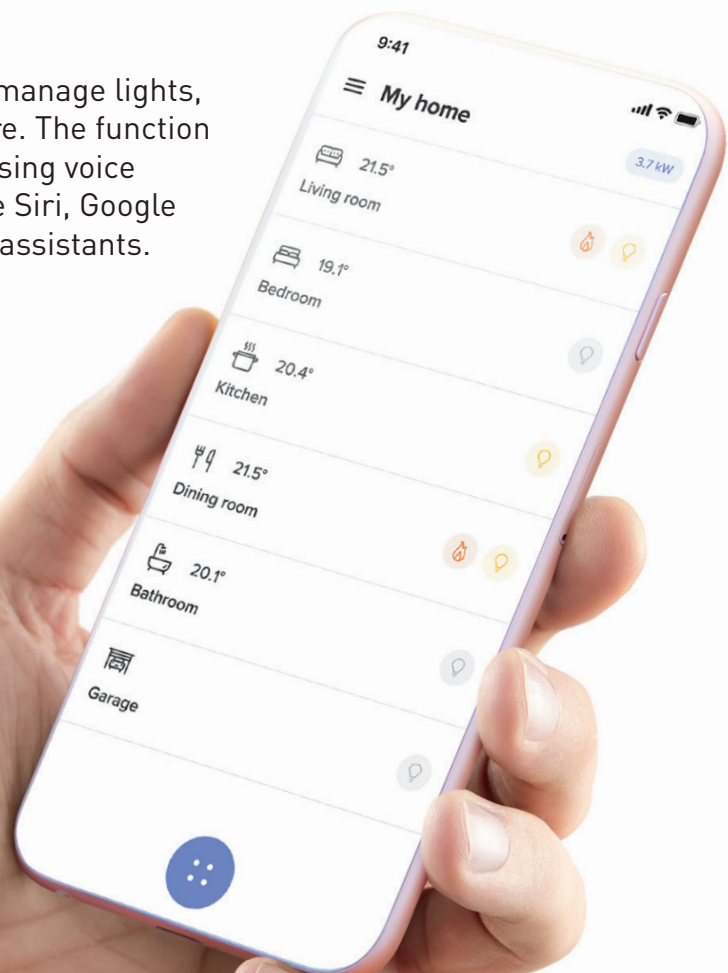 manage lights,
re. The function
sing voice
e Siri, Google
assistants.
9:41
My home
3.7 kW
21.5°
Living room
19.1°
Bedroom
20.4°
Kitchen
21.5°
Dining room
20.1°
Bathroom
Garage